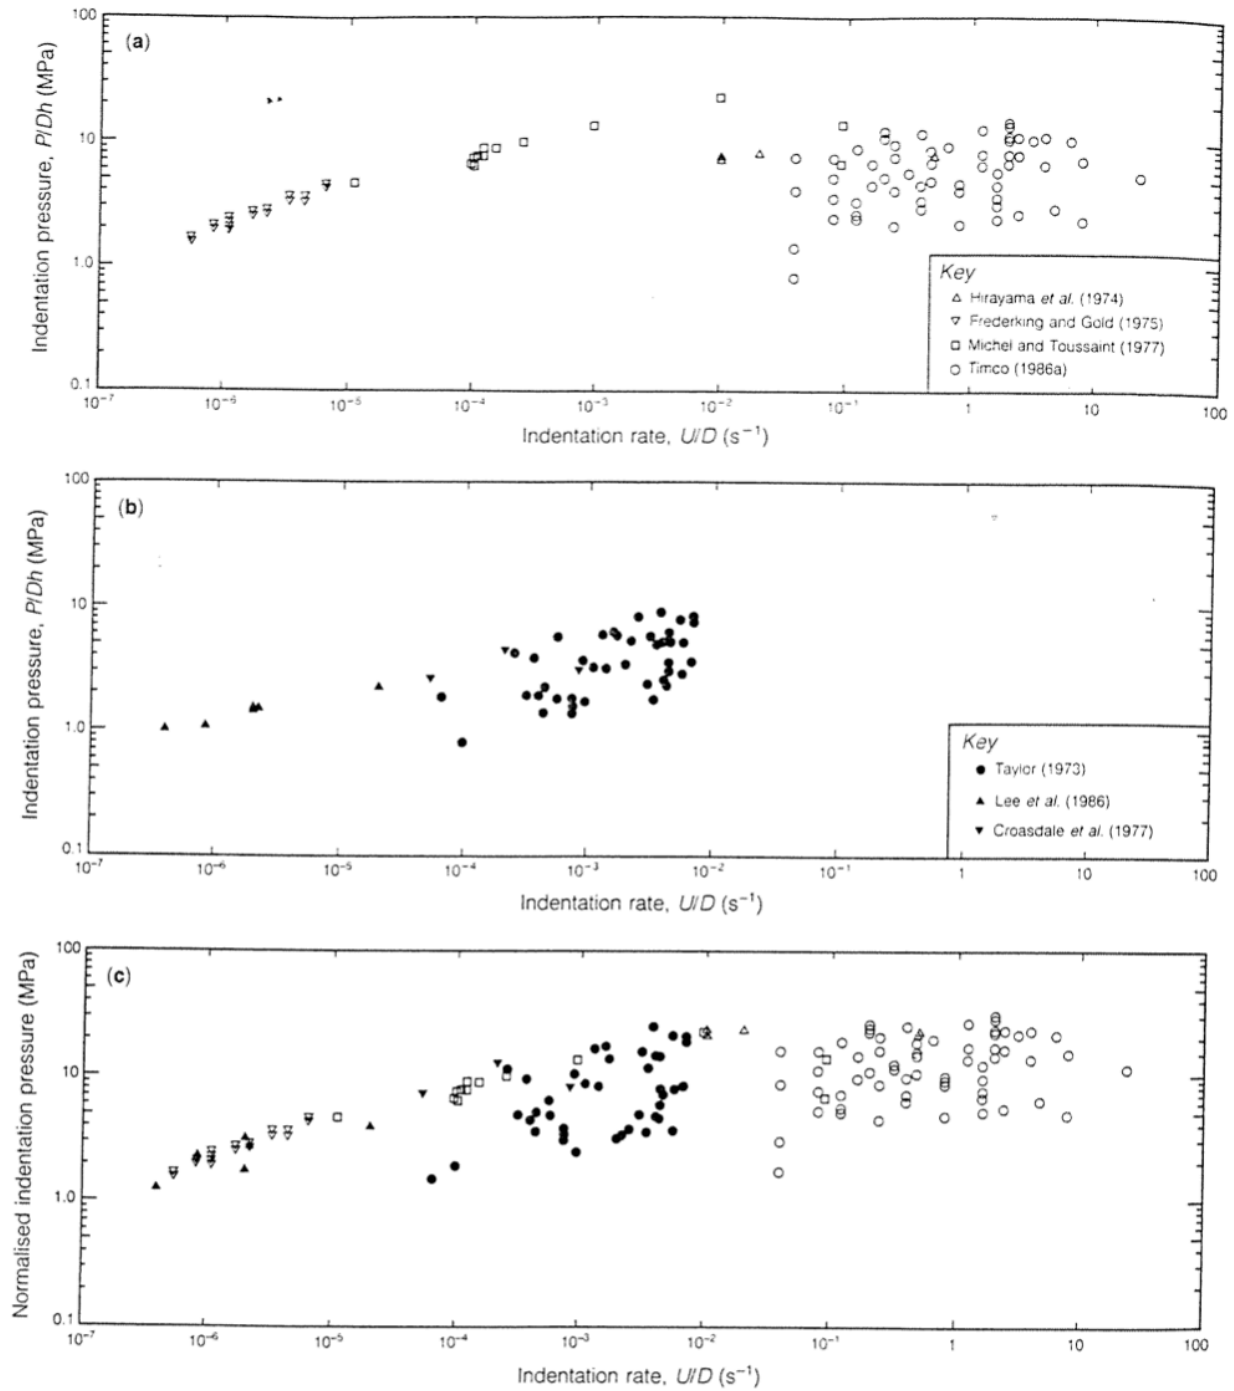 (a)
Indentation pressure, P/Dh (MPa)
100
10
1.0
0.1
10⁻⁷ 10⁻⁶ 10⁻⁵ 10⁻⁴ 10⁻³ 10⁻² 10⁻¹ 1 10 100
Indentation rate, U/D (s⁻¹)
Key
Hirayama et al. (1974)
Frederking and Gold (1975)
Michel and Toussaint (1977)
Timco (1986a)
(b)
Indentation pressure, P/Dh (MPa)
100
10
1.0
0.1
10⁻⁷ 10⁻⁶ 10⁻⁵ 10⁻⁴ 10⁻³ 10⁻² 10⁻¹ 1 10 100
Indentation rate, U/D (s⁻¹)
Key
Taylor (1973)
Lee et al. (1986)
Croasdale et al. (1977)
(c)
Normalised indentation pressure (MPa)
100
10
1.0
0.1
10⁻⁷ 10⁻⁶ 10⁻⁵ 10⁻⁴ 10⁻³ 10⁻² 10⁻¹ 1 10 100
Indentation rate, U/D (s⁻¹)